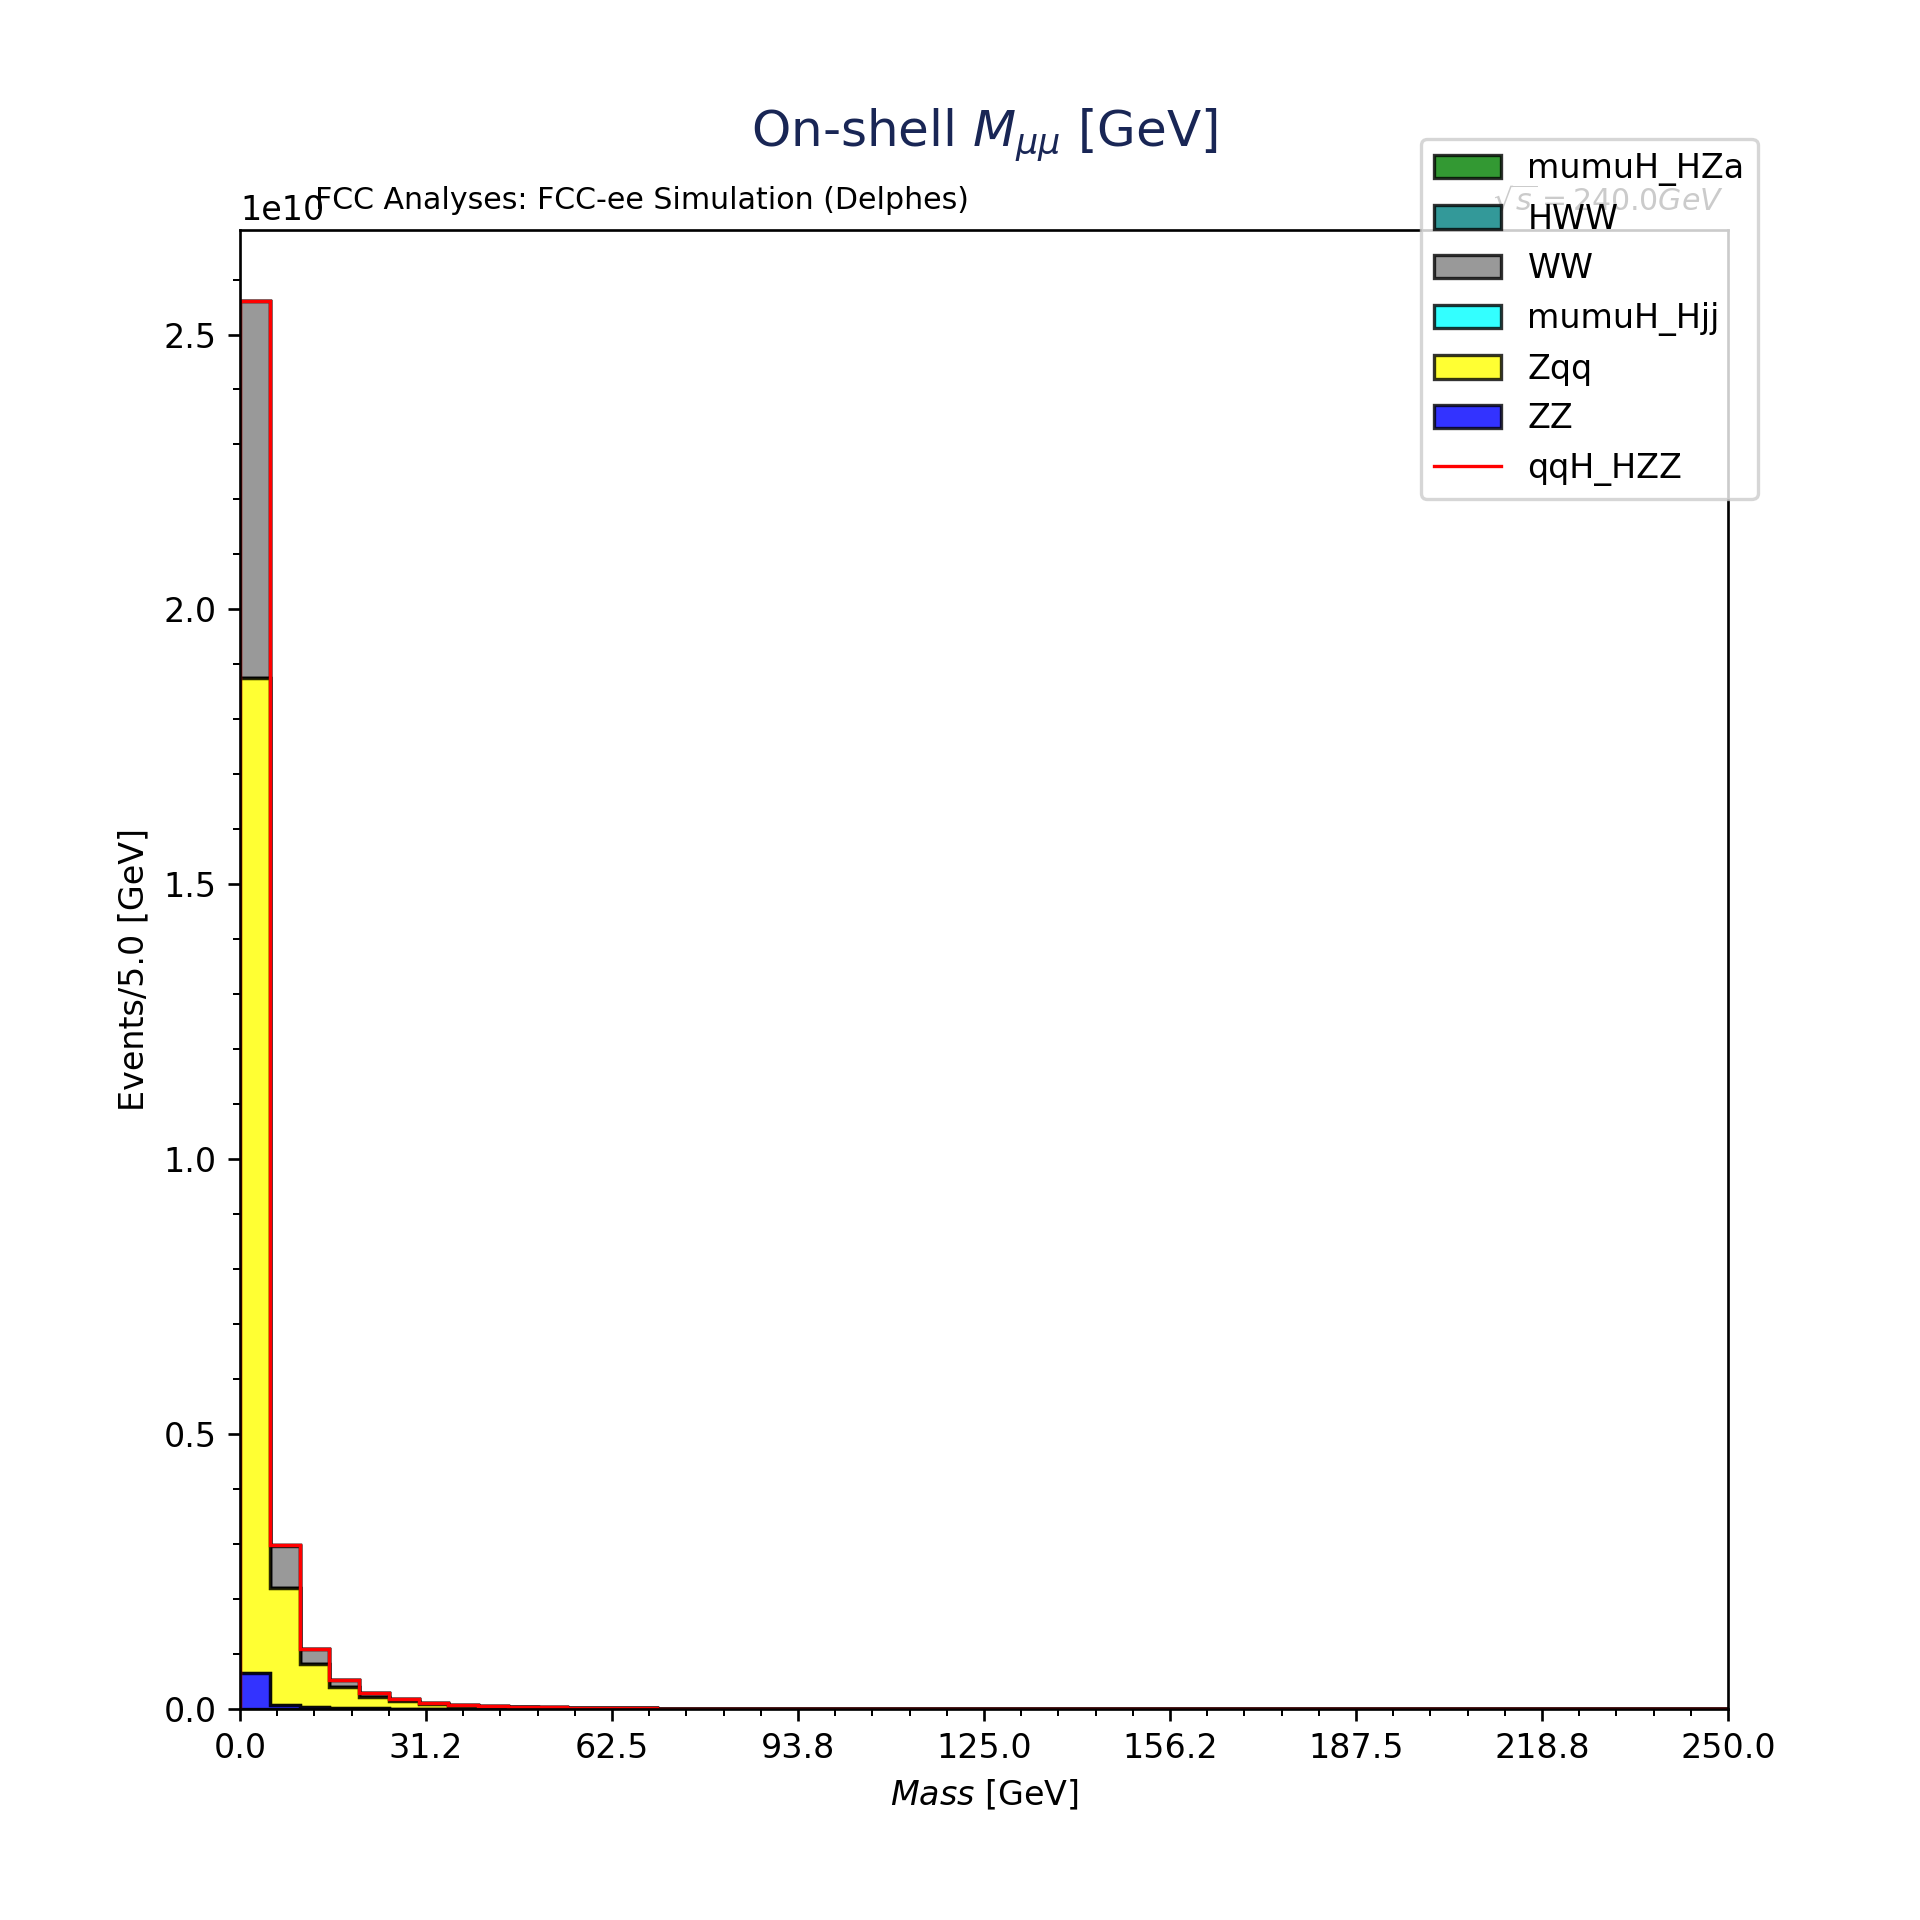 On-shell $M_{\mu\mu}$ [GeV]
1e10
FCC Analyses: FCC-ee Simulation (Delphes)
√s = 240.0GeV
mumuH_HZa
HWW
WW
mumuH_Hjj
Zqq
ZZ
qqH_HZZ
Events/5.0 [GeV]
2.5
2.0
1.5
1.0
0.5
0.0
0.0 31.2 62.5 93.8 125.0 156.2 187.5 218.8 250.0
Mass [GeV]